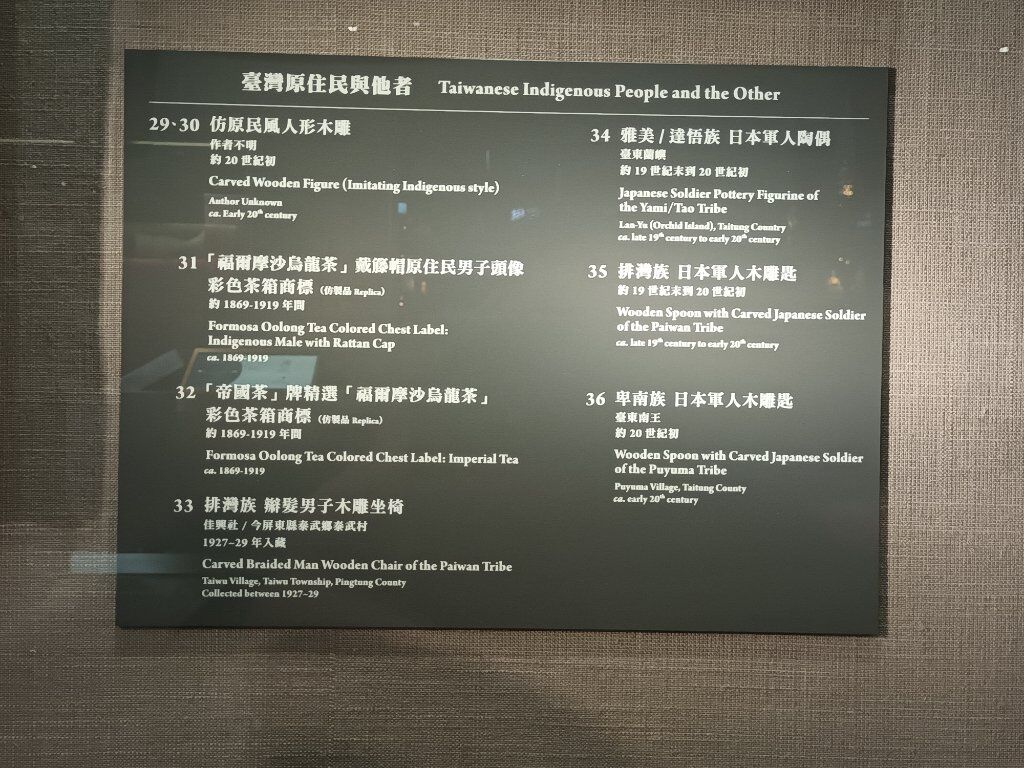 臺灣原住民與他者 Taiwanese Indigenous People and the Other
29、30 仿原民風人形木雕
作者不明
約 20 世紀初
Carved Wooden Figure (Imitating Indigenous style)
Author Unknown
ca. Early 20th century
31 「福爾摩沙烏龍茶」戴籐帽原住民男子頭像
彩色茶箱商標 (仿製品 Replica)
約 1869-1919 年間
Formosa Oolong Tea Colored Chest Label:
Indigenous Male with Rattan Cap
ca. 1869-1919
32 「帝國茶」牌精選「福爾摩沙烏龍茶」
彩色茶箱商標 (仿製品 Replica)
約 1869-1919 年間
Formosa Oolong Tea Colored Chest Label: Imperial Tea
ca. 1869-1919
33 排灣族 辮髮男子木雕坐椅
佳興社 / 今屏東縣泰武鄉泰武村
1927–29 年入藏
Carved Braided Man Wooden Chair of the Paiwan Tribe
Taiwu Village, Taiwu Township, Pingtung County
Collected between 1927–29
34 雅美 / 達悟族 日本軍人陶偶
臺東蘭嶼
約 19 世紀末到 20 世紀初
Japanese Soldier Pottery Figurine of
the Yami/Tao Tribe
Lan-Yu (Orchid Island), Taitung Country
ca. late 19th century to early 20th century
35 排灣族 日本軍人木雕匙
約 19 世紀末到 20 世紀初
Wooden Spoon with Carved Japanese Soldier
of the Paiwan Tribe
ca. late 19th century to early 20th century
36 卑南族 日本軍人木雕匙
臺東南王
約 20 世紀初
Wooden Spoon with Carved Japanese Soldier
of the Puyuma Tribe
Puyuma Village, Taitung County
ca. early 20th century